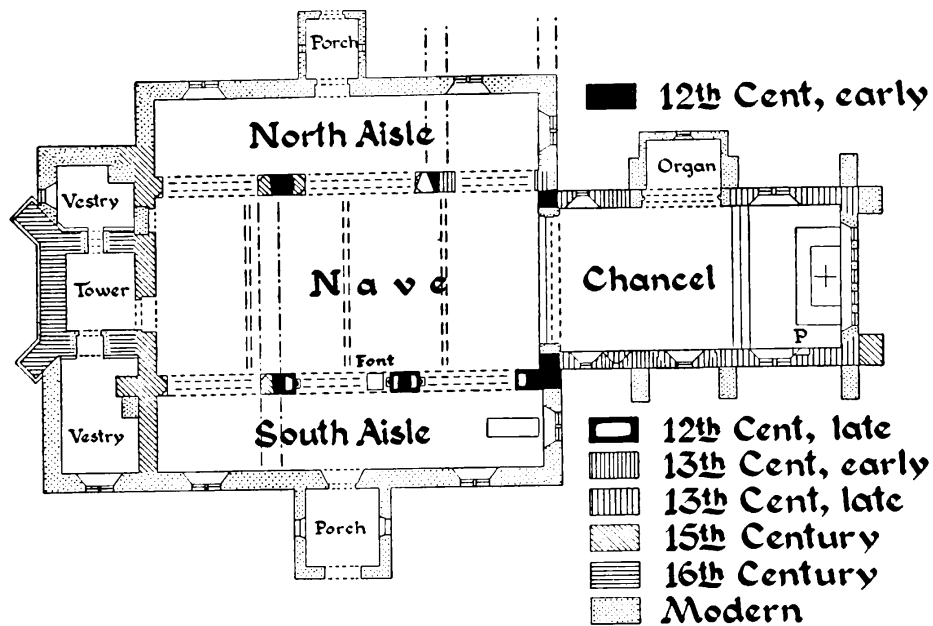 Porch
North Aisle
12th Cent, early
Organ
Vestry
Tower
Nave
Chancel
P
Font
South Aisle
Vestry
Porch
12th Cent, late
13th Cent, early
13th Cent, late
15th Century
16th Century
Modern